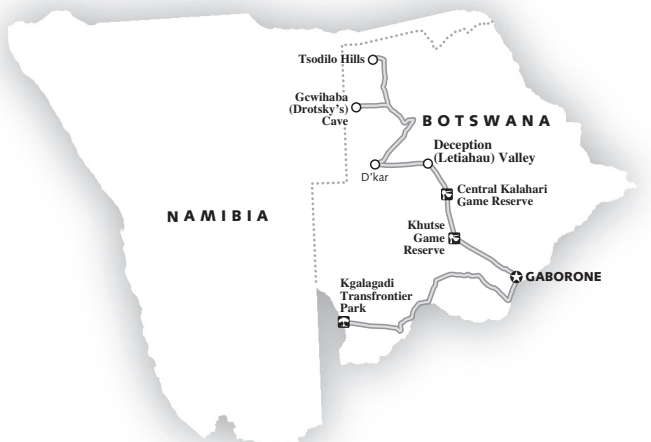 Tsodilo Hills
Gcwihaba
(Drotsky's)
Cave
BOTSWANA
Deception
(Letiahau) Valley
D'kar
Central Kalahari
Game Reserve
NAMIBIA
Khutse
Game
Reserve
GABORONE
Kgalagadi
Transfrontier
Park